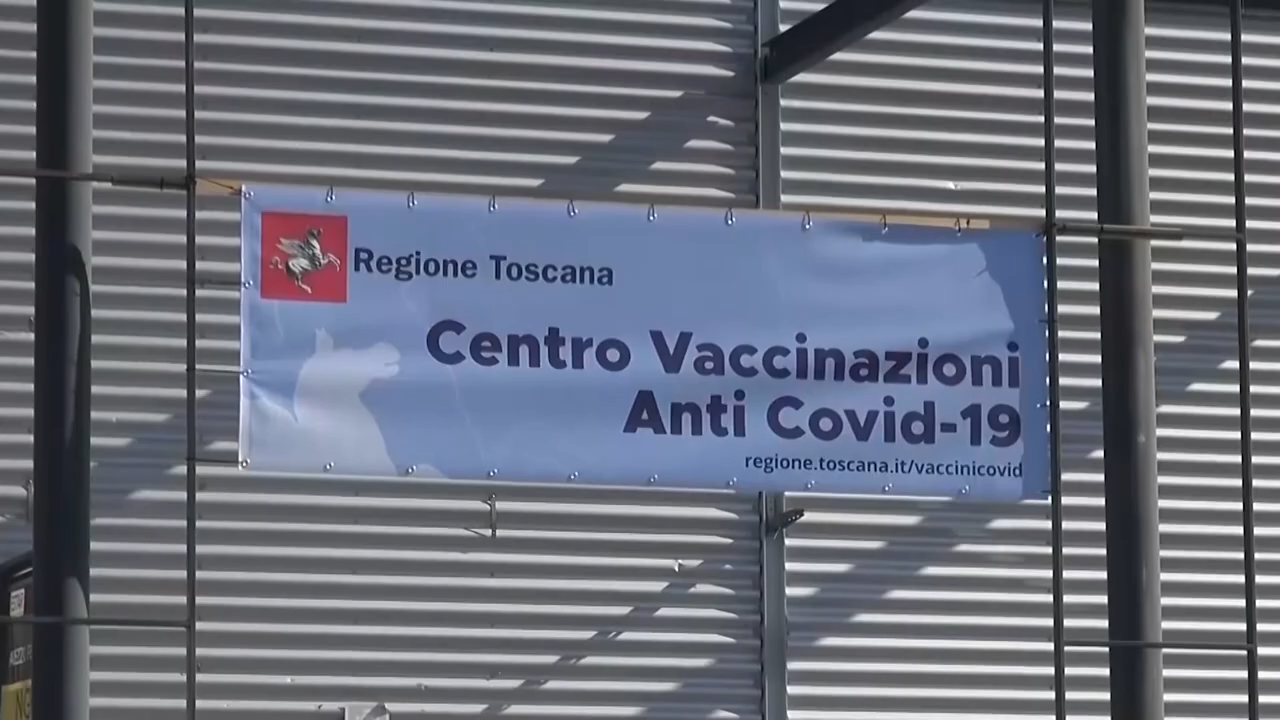 Regione Toscana
Centro Vaccinazioni
Anti Covid-19
regione.toscana.it/vaccinicovid